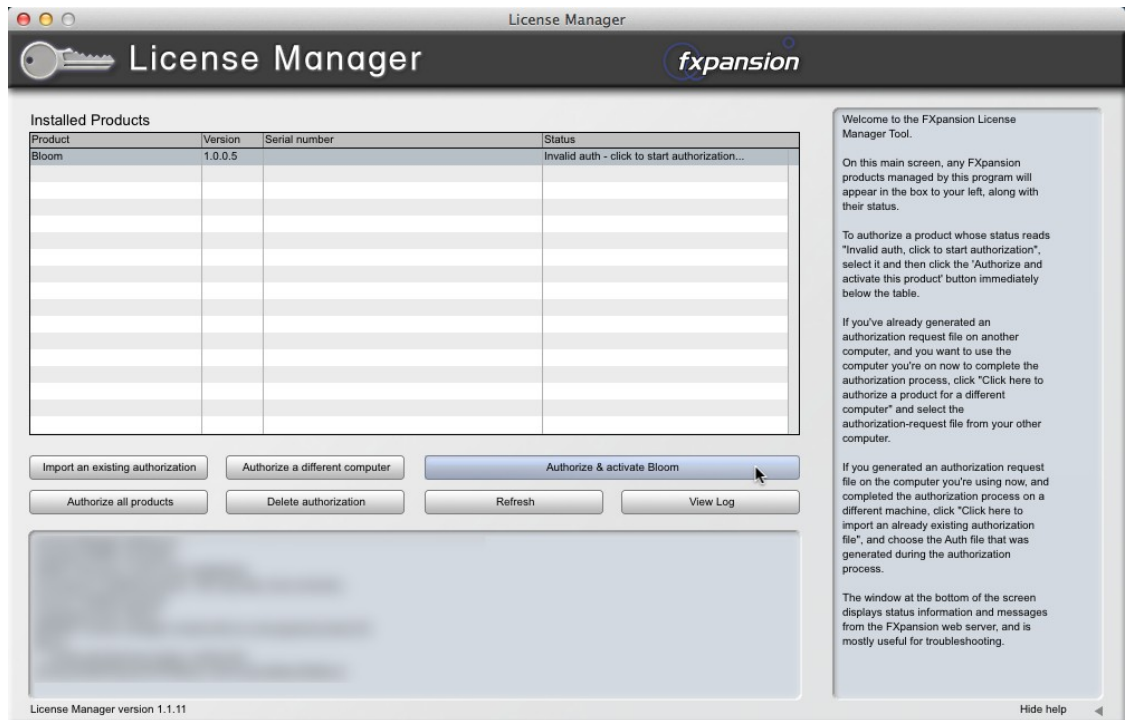 License Manager
License Manager
fxpansion
Installed Products
Product Version Serial number Status
Bloom 1.0.0.5 Invalid auth - click to start authorization...
Import an existing authorization Authorize a different computer Authorize & activate Bloom
Authorize all products Delete authorization Refresh View Log
License Manager version 1.1.11
Welcome to the FXpansion License
Manager Tool.
On this main screen, any FXpansion
products managed by this program will
appear in the box to your left, along with
their status.
To authorize a product whose status reads
"Invalid auth, click to start authorization",
select it and then click the 'Authorize and
activate this product' button immediately
below the table.
If you've already generated an
authorization request file on another
computer, and you want to use the
computer you're on now to complete the
authorization process, click "Click here to
authorize a product for a different
computer" and select the
authorization-request file from your other
computer.
If you generated an authorization request
file on the computer you're using now, and
completed the authorization process on a
different machine, click "Click here to
import an already existing authorization
file", and choose the Auth file that was
generated during the authorization
process.
The window at the bottom of the screen
displays status information and messages
from the FXpansion web server, and is
mostly useful for troubleshooting.
Hide help